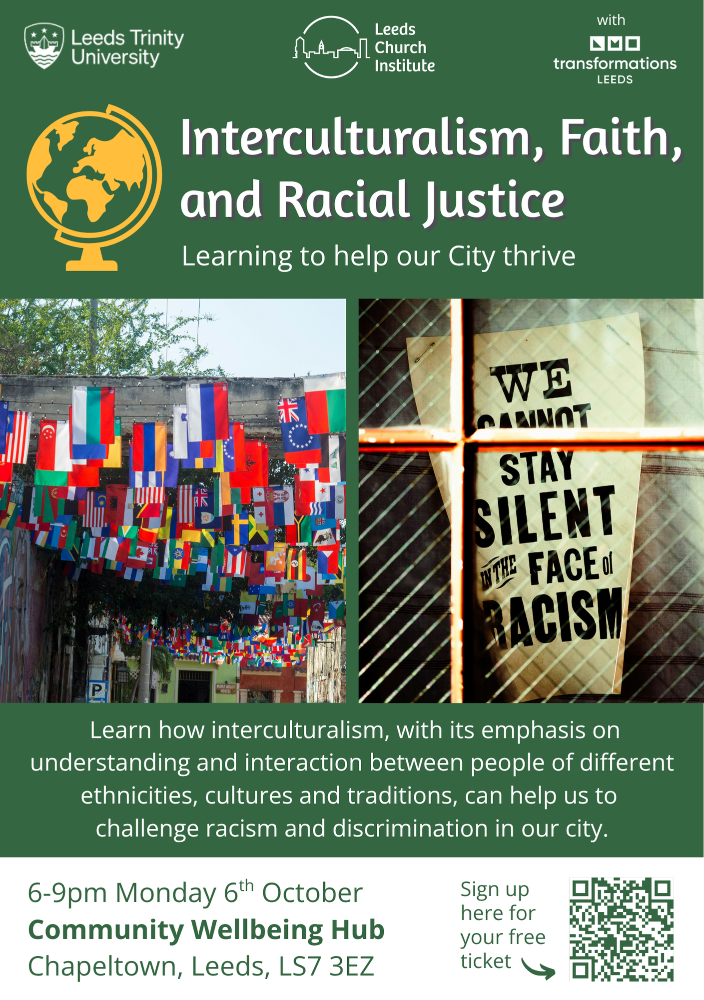 Leeds Trinity
University
Leeds
Church
Institute
with
transformations
LEEDS
Interculturalism, Faith,
and Racial Justice
Learning to help our City thrive
P
MAMA WALDY
HOSTEL
WE
CANNOT
STAY
SILENT
IN THE FACE of
RACISM
Learn how interculturalism, with its emphasis on
understanding and interaction between people of different
ethnicities, cultures and traditions, can help us to
challenge racism and discrimination in our city.
6-9pm Monday 6th October
Community Wellbeing Hub
Chapeltown, Leeds, LS7 3EZ
Sign up
here for
your free
ticket